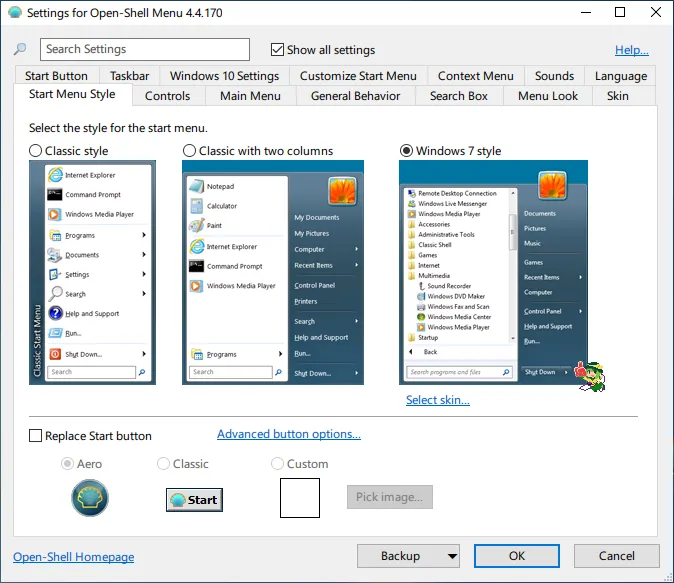 Settings for Open-Shell Menu 4.4.170
Search Settings
Show all settings
Help...
Start Button
Taskbar
Windows 10 Settings
Customize Start Menu
Context Menu
Sounds
Language
Start Menu Style
Controls
Main Menu
General Behavior
Search Box
Menu Look
Skin
Select the style for the start menu.
Classic style
Classic with two columns
Windows 7 style
Internet Explorer
Command Prompt
Windows Media Player
Programs
Documents
Settings
Search
Help and Support
Run...
Shut Down...
Search
Classic Start Menu
Notepad
Calculator
Paint
Internet Explorer
Command Prompt
Windows Media Player
Programs
Search
My Documents
My Pictures
Computer
Recent Items
Control Panel
Printers
Search
Help and Support
Run...
Shut Down...
Remote Desktop Connection
Windows Live Messenger
Windows Media Player
Accessories
Administrative Tools
Classic Shell
Games
Internet
Multimedia
Sound Recorder
Windows DVD Maker
Windows Fax and Scan
Windows Media Center
Windows Media Player
Startup
Back
Search programs and files
Documents
Pictures
Music
Games
Recent Items
Computer
Control Panel
Help and Support
Run...
Shut Down
Select skin...
Replace Start button
Advanced button options...
Aero
Classic
Custom
Start
Pick image...
Open-Shell Homepage
Backup
OK
Cancel